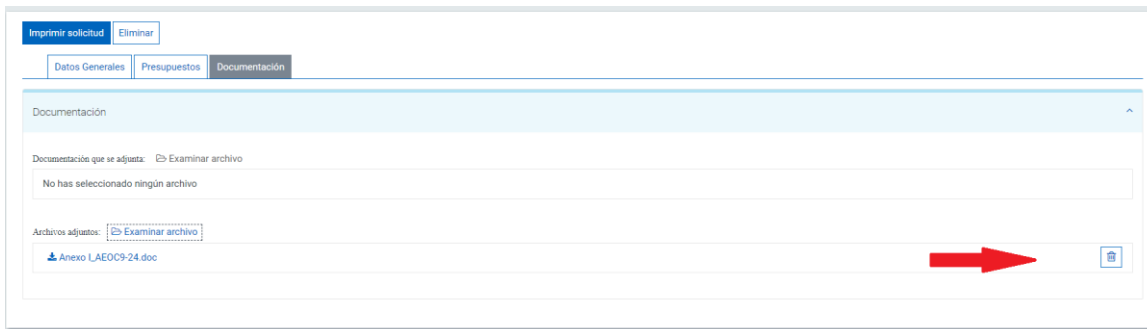 Imprimir solicitud Eliminar
Datos Generales Presupuestos Documentación
Documentación
Documentación que se adjunta: Examinar archivo
No has seleccionado ningún archivo
Archivos adjuntos: Examinar archivo
Anexo I_AEOC9-24.doc